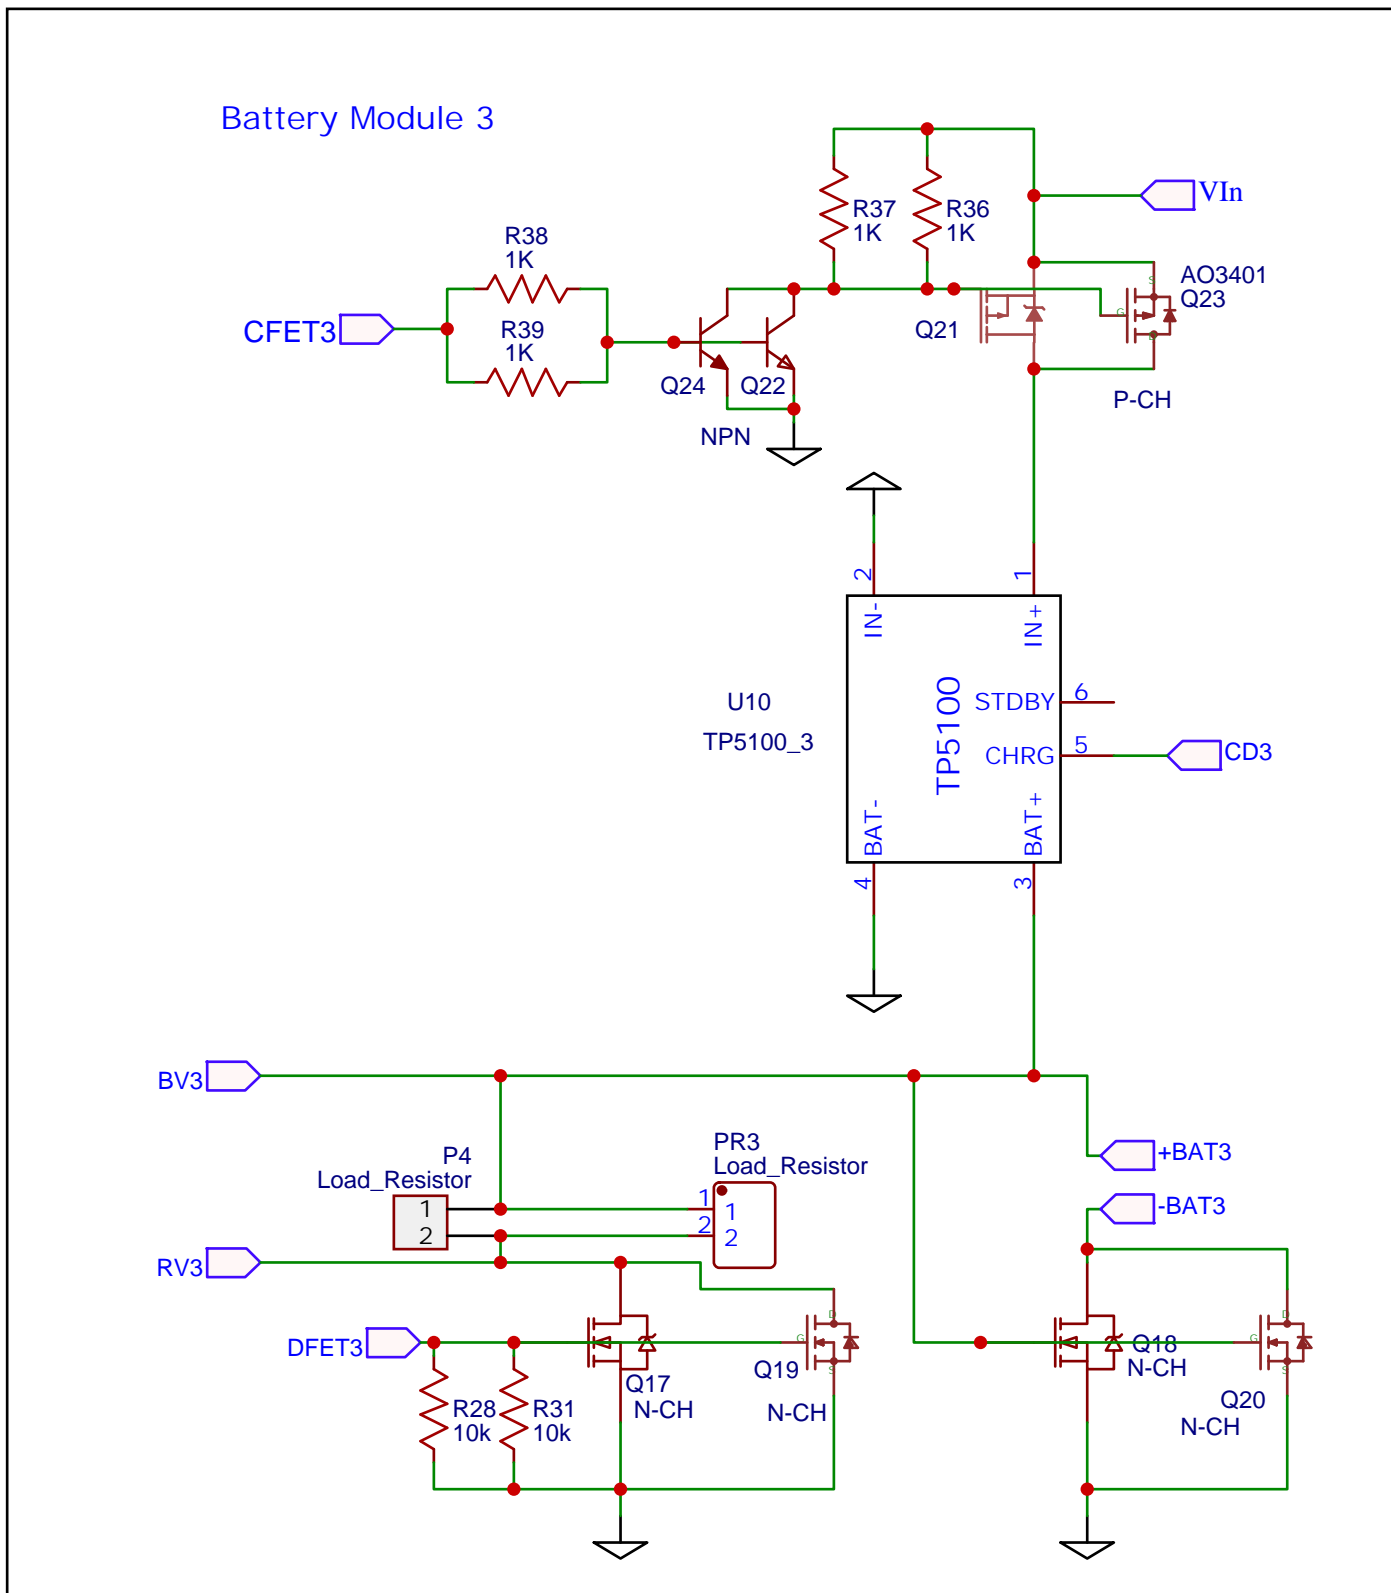 Battery Module 3
VIn
R37
1K
R36
1K
R38
1K
AO3401
Q23
S
G
D
CFET3
R39
1K
Q21
Q24
Q22
P-CH
NPN
2
1
IN-
IN+
U10
TP5100_3
TP5100
STDBY
6
CHRG
5
CD3
BAT-
BAT+
4
3
BV3
P4
Load_Resistor
1
2
PR3
Load_Resistor
1
1
2
2
+BAT3
-BAT3
RV3
DFET3
D
G
S
Q17
N-CH
Q19
N-CH
R28
10k
R31
10k
Q18
N-CH
D
G
S
Q20
N-CH